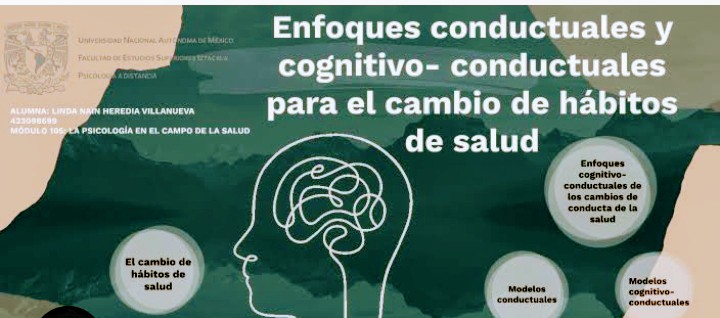 Enfoques conductuales y
cognitivo- conductuales
para el cambio de hábitos
de salud
UNIVERSIDAD NACIONAL AUTÓNOMA DE MÉXICO
FACULTAD DE ESTUDIOS SUPERIORES IZTACALA
PSICOLOGÍA A DISTANCIA
ALUMNA: LINDA NAIN HEREDIA VILLANUEVA
423098699
MÓDULO 105: LA PSICOLOGÍA EN EL CAMPO DE LA SALUD
Enfoques
cognitivo-
conductuales de
los cambios de
conducta de la
salud
El cambio de
hábitos de
salud
Modelos
conductuales
Modelos
cognitivo-
conductuales